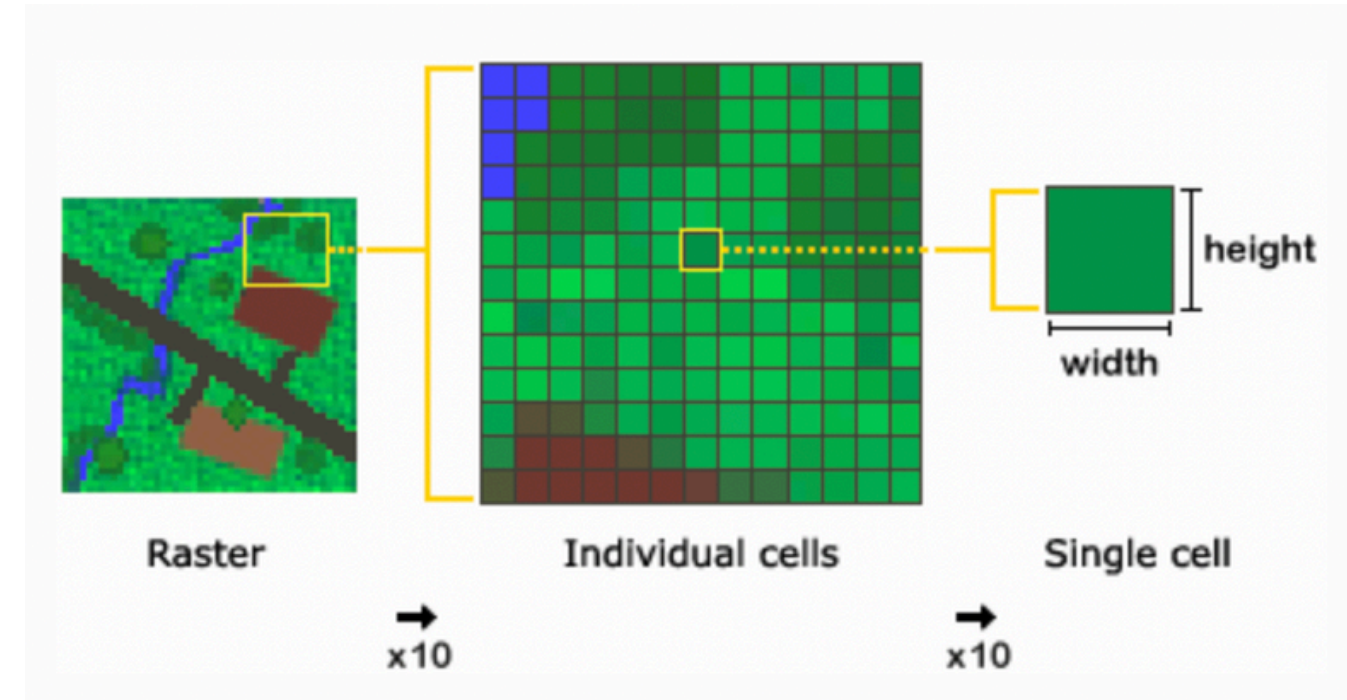 height
width
Raster
Individual cells
Single cell
x10
x10